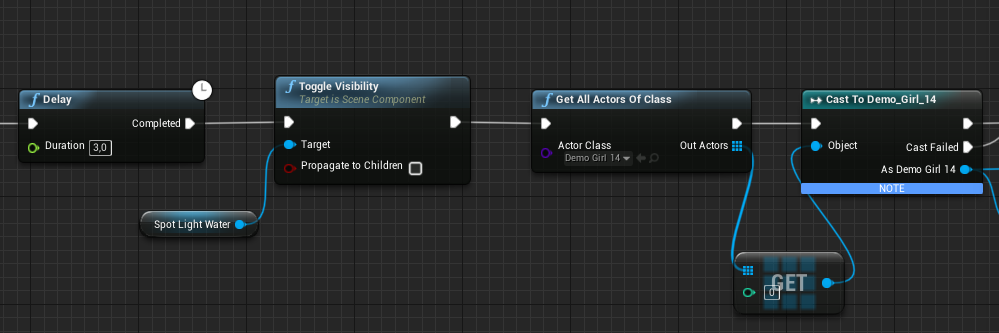 Delay
Completed
Duration 3,0
Toggle Visibility
Target is Scene Component
Target
Propagate to Children
Spot Light Water
Get All Actors Of Class
Actor Class
Demo Girl 14
Out Actors
Cast To Demo_Girl_14
Object
Cast Failed
As Demo Girl 14
NOTE
GET
0